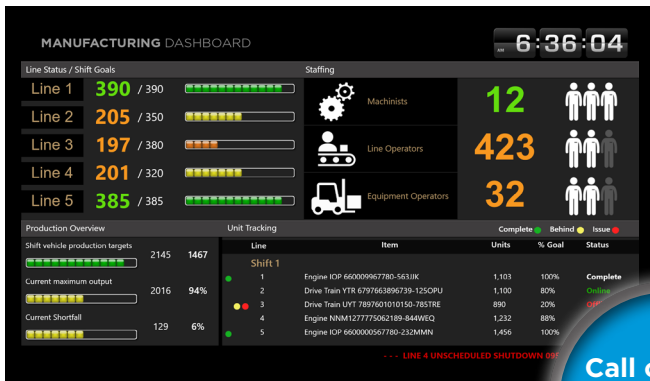 MANUFACTURING DASHBOARD
AM 6:36:04
Line Status / Shift Goals
Staffing
Line 1 390 / 390
Line 2 205 / 350
Line 3 197 / 380
Line 4 201 / 320
Line 5 385 / 385
Machinists 12
Line Operators 423
Equipment Operators 32
Production Overview
Shift vehicle production targets 2145 1467
Current maximum output 2016 94%
Current Shortfall 129 6%
Unit Tracking
Complete Behind Issue
Line Item Units % Goal Status
Shift 1
1 Engine IOP 660009967780-563JJK 1,103 100% Complete
2 Drive Train YTR 6797663896739-125OPU 1,100 80% Online
3 Drive Train UYT 7897601010150-785TRE 890 20%
4 Engine NNM1277775062189-844WEQ 1,232 88%
5 Engine IOP 6600000567780-232MMN 1,456 100%
- - - LINE 4 UNSCHEDULED SHUTDOWN
Call